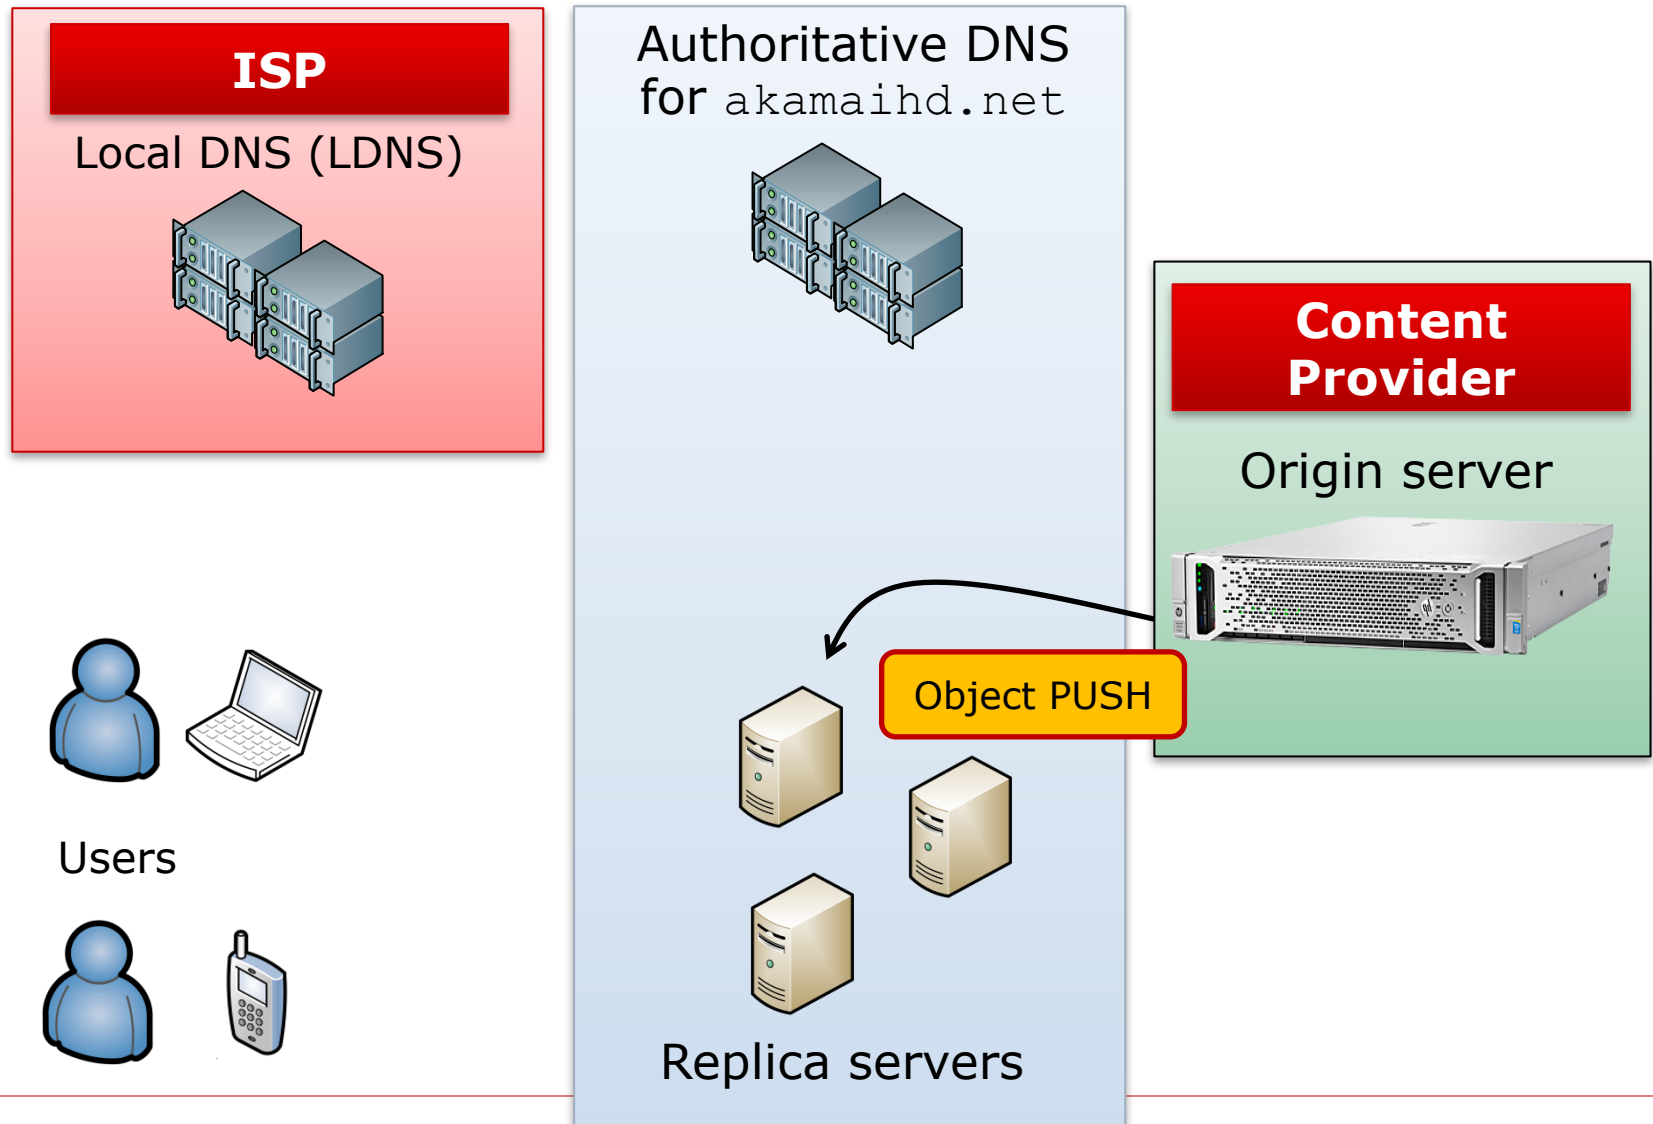 ISP
Local DNS (LDNS)
Authoritative DNS
for akamaihd.net
Content
Provider
Origin server
Object PUSH
Users
Replica servers